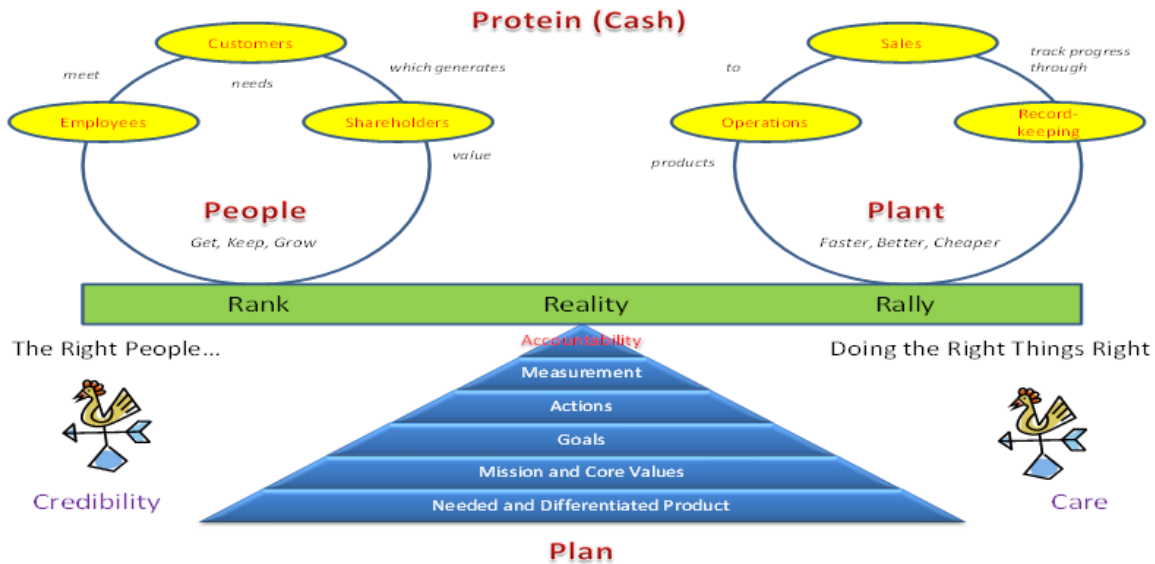 Protein (Cash)
Customers
Sales
meet
needs
which generates
to
track progress
through
Employees
Shareholders
Operations
Record-
keeping
value
products
People
Plant
Get, Keep, Grow
Faster, Better, Cheaper
Rank
Reality
Rally
The Right People...
Accountability
Doing the Right Things Right
Measurement
Actions
Goals
Mission and Core Values
Credibility
Needed and Differentiated Product
Care
Plan